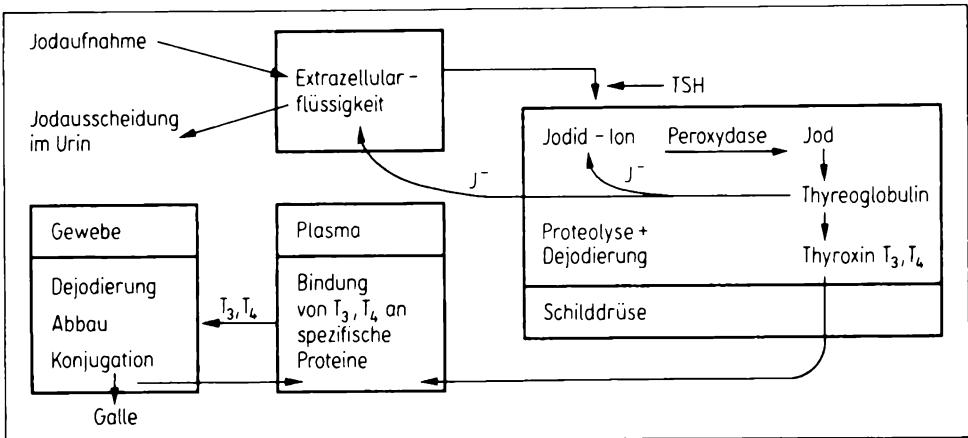 Jodaufnahme
Extrazellular-
flüssigkeit
Jodausscheidung
im Urin
TSH
Jodid-Ion
Peroxydase
Jod
J⁻
J⁻
Thyreoglobulin
Proteolyse +
Dejodierung
Thyroxin T₃, T₄
Schilddrüse
Gewebe
Dejodierung
Abbau
Konjugation
Galle
T₃, T₄
Plasma
Bindung
von T₃, T₄ an
spezifische
Proteine